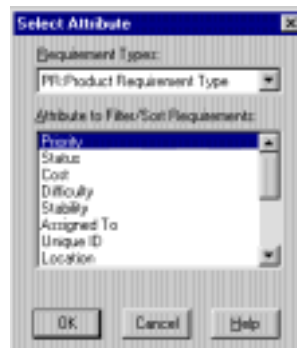 Select Attribute
Requirement Types:
PR:Product Requirement Type
Attribute to Filter/Sort Requirements:
Priority
Status
Cost
Difficulty
Stability
Assigned To
Unique ID
Location
OK
Cancel
Help